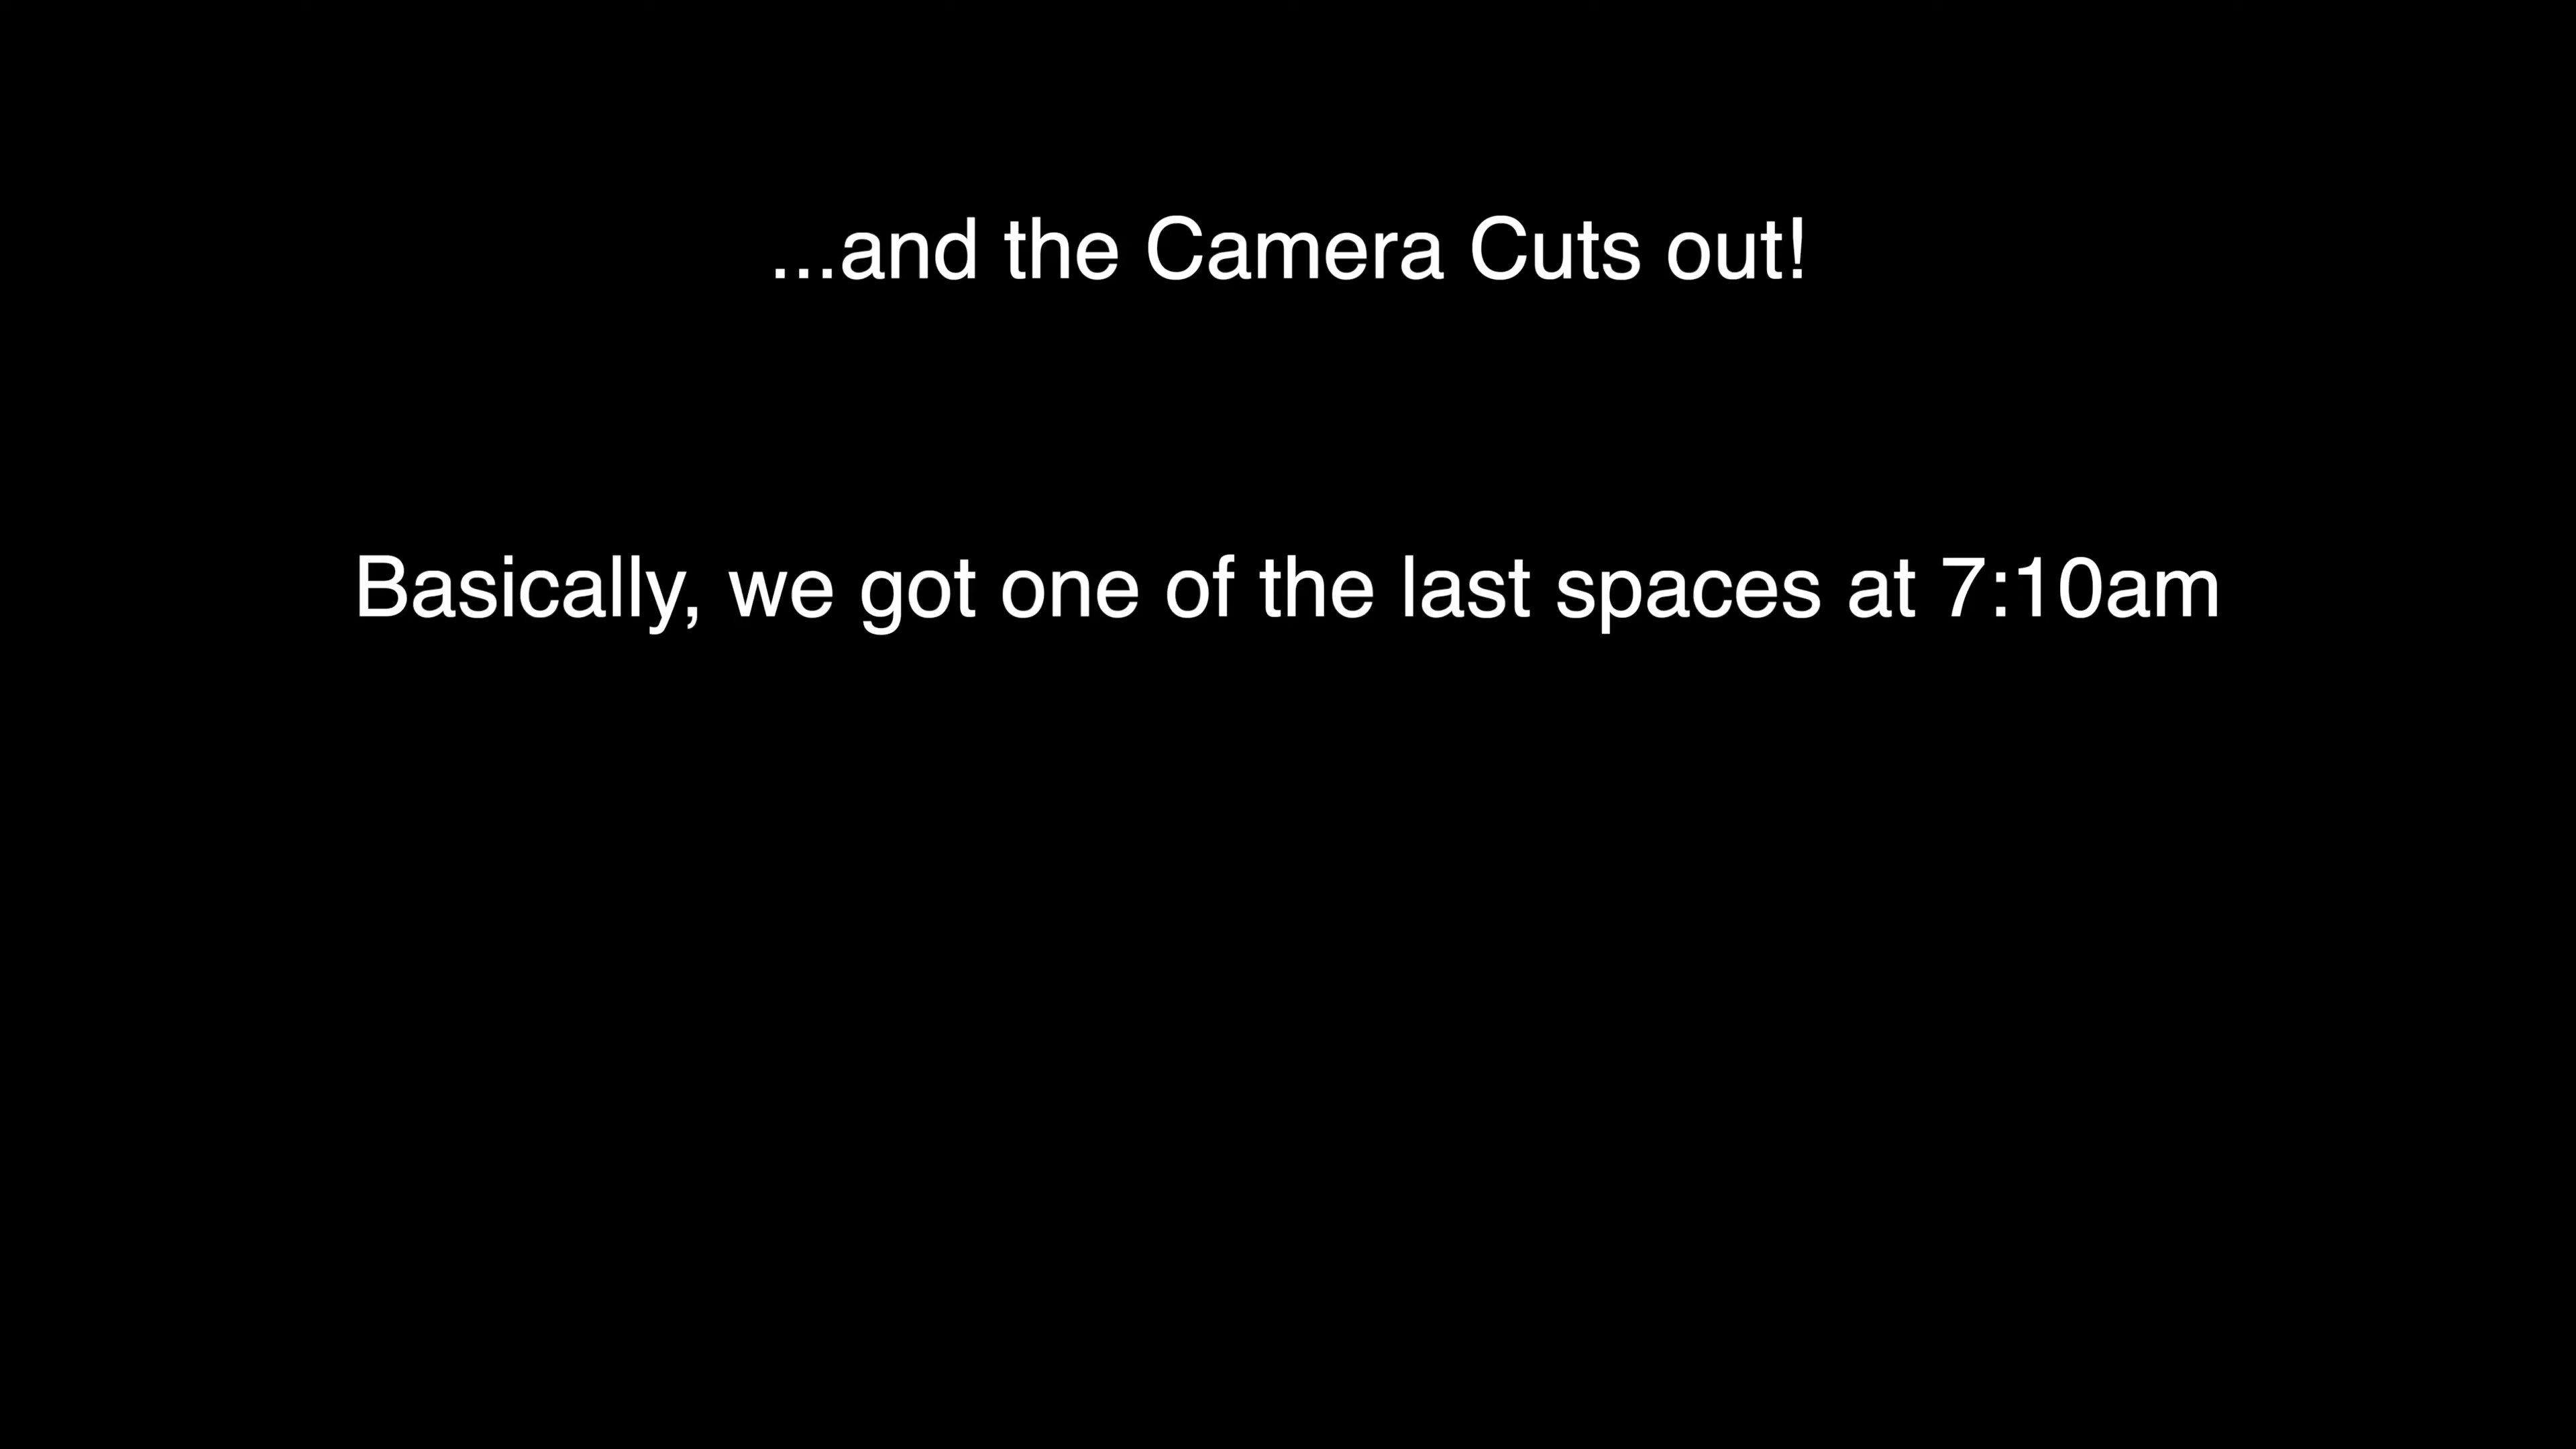 ...and the Camera Cuts out!
Basically, we got one of the last spaces at 7:10am